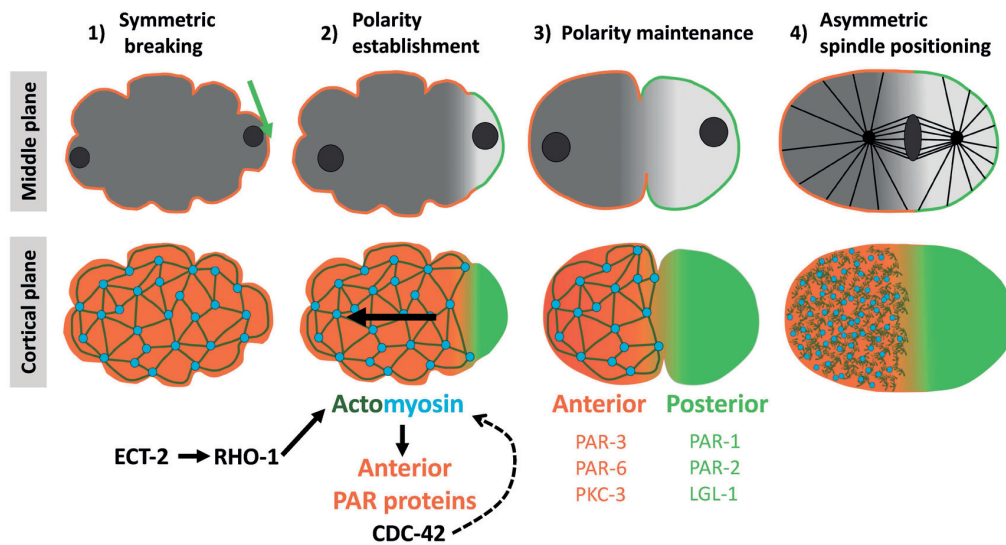 1) Symmetric breaking
2) Polarity establishment
3) Polarity maintenance
4) Asymmetric spindle positioning
Middle plane
Cortical plane
Actomyosin
ECT-2
RHO-1
Anterior
PAR proteins
CDC-42
Anterior
PAR-3
PAR-6
PKC-3
Posterior
PAR-1
PAR-2
LGL-1